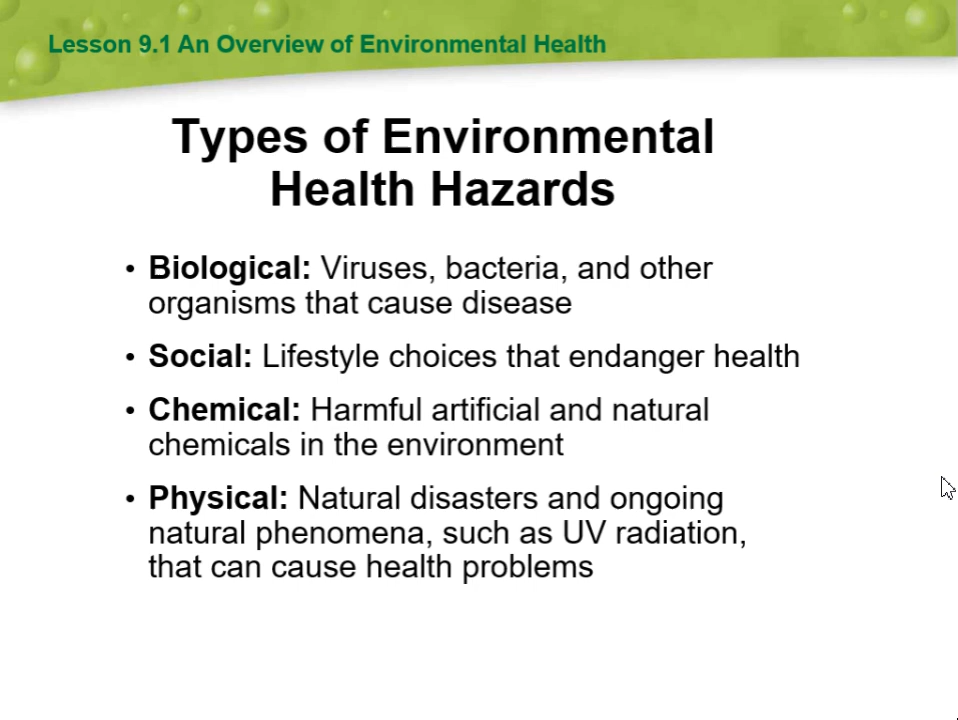 Lesson 9.1 An Overview of Environmental Health
Types of Environmental
Health Hazards
• Biological: Viruses, bacteria, and other
organisms that cause disease
• Social: Lifestyle choices that endanger health
• Chemical: Harmful artificial and natural
chemicals in the environment
• Physical: Natural disasters and ongoing
natural phenomena, such as UV radiation,
that can cause health problems